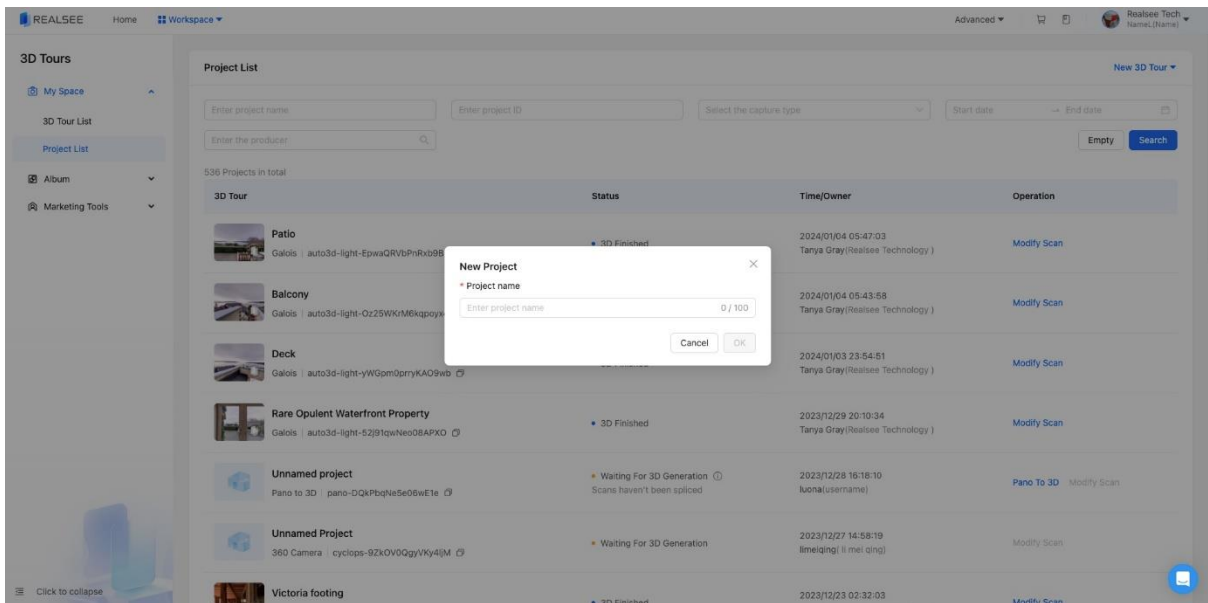 REALSEE
Home
Workspace
Advanced
Realsee Tech
NameL(Name)
3D Tours
My Space
3D Tour List
Project List
Album
Marketing Tools
Click to collapse
Project List
New 3D Tour
Enter project name
Enter project ID
Select the capture type
Start date → End date
Enter the producer
Empty
Search
536 Projects in total
3D Tour Status Time/Owner Operation
Patio
Galois | auto3d-light-EpwaQRVbPnRxb9B
3D Finished
2024/01/04 05:47:03
Tanya Gray(Realsee Technology )
Modify Scan
New Project
* Project name
Enter project name 0 / 100
Cancel OK
Balcony
Galois | auto3d-light-Oz25WKrM6kqpoyx
2024/01/04 05:43:58
Tanya Gray(Realsee Technology )
Modify Scan
Deck
Galois | auto3d-light-yWGpm0prryKAO9wb
2024/01/03 23:54:51
Tanya Gray(Realsee Technology )
Modify Scan
Rare Opulent Waterfront Property
Galois | auto3d-light-52j91qwNeo08APXO
3D Finished
2023/12/29 20:10:34
Tanya Gray(Realsee Technology )
Modify Scan
Unnamed project
Pano to 3D | pano-DQkPbqNe5e06wE1e
Waiting For 3D Generation
Scans haven't been spliced
2023/12/28 16:18:10
luona(username)
Pano To 3D Modify Scan
Unnamed Project
360 Camera | cyclops-9ZkOV0QgyVKy4ljM
Waiting For 3D Generation
2023/12/27 14:58:19
limeiqing( li mei qing)
Modify Scan
Victoria footing
3D Finished
2023/12/23 02:32:03
Modify Scan